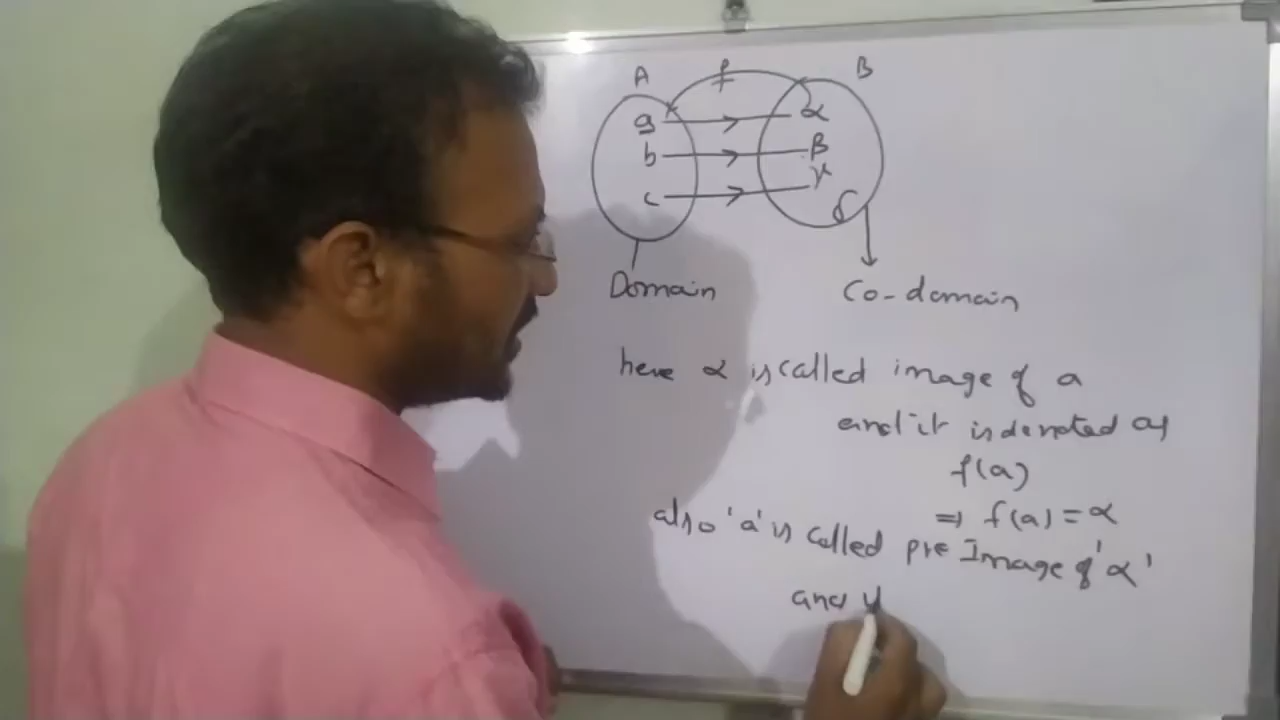 A f B
a α
b β
c γ
δ
Domain Co-domain
here α is called image of a
and it is denoted as
f(a)
⇒ f(a) = α
also 'a' is called pre Image of 'α'
and